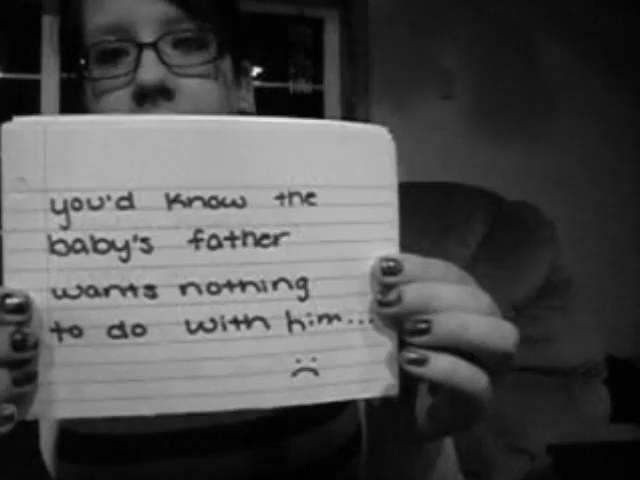 you'd know the
baby's father
wants nothing
to do with him...
:(